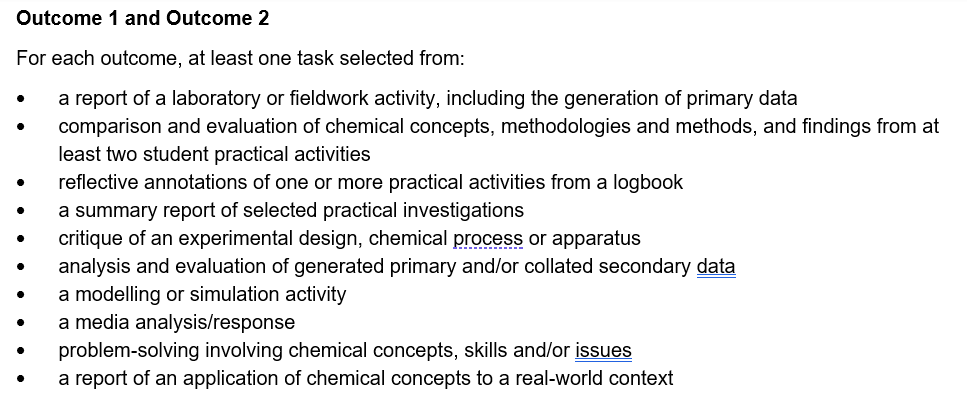 Outcome 1 and Outcome 2
For each outcome, at least one task selected from:
• a report of a laboratory or fieldwork activity, including the generation of primary data
• comparison and evaluation of chemical concepts, methodologies and methods, and findings from at
least two student practical activities
• reflective annotations of one or more practical activities from a logbook
• a summary report of selected practical investigations
• critique of an experimental design, chemical process or apparatus
• analysis and evaluation of generated primary and/or collated secondary data
• a modelling or simulation activity
• a media analysis/response
• problem-solving involving chemical concepts, skills and/or issues
• a report of an application of chemical concepts to a real-world context